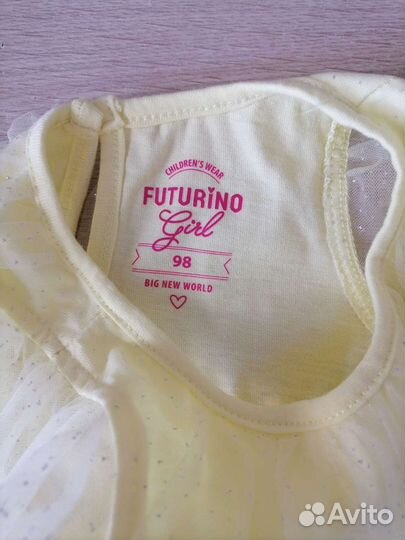 CHILDREN'S WEAR
FUTURINO
Girl
98
BIG NEW WORLD
Avito